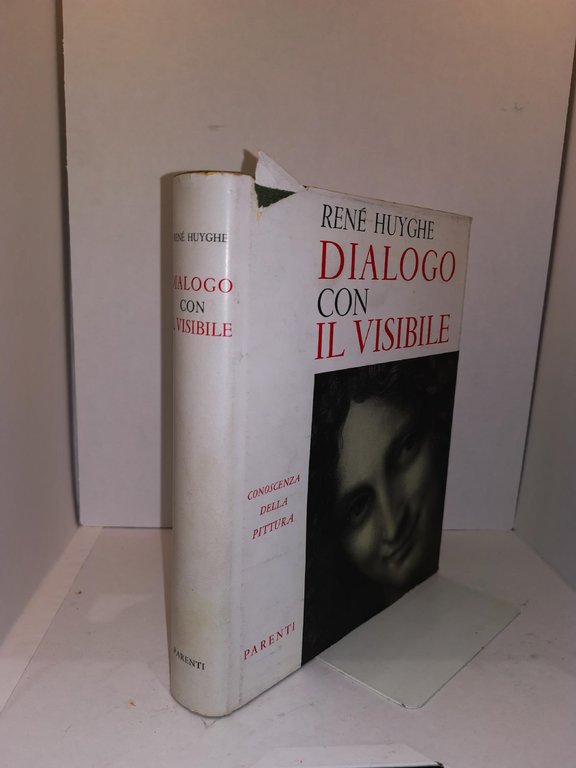 RENÉ HUYGHE
DIALOGO
CON
IL VISIBILE
PARENTI
RENÉ HUYGHE
DIALOGO
CON
IL VISIBILE
CONOSCENZA
DELLA
PITTURA
PARENTI